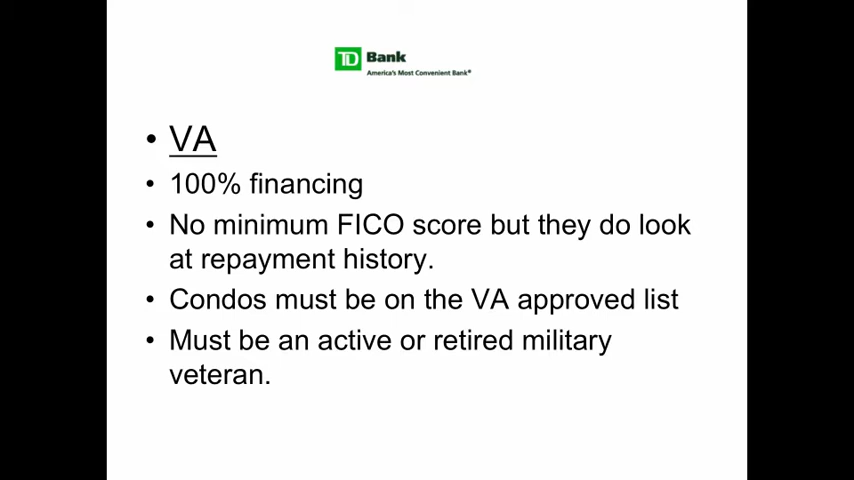 TD Bank
America's Most Convenient Bank®
• VA
• 100% financing
• No minimum FICO score but they do look
at repayment history.
• Condos must be on the VA approved list
• Must be an active or retired military
veteran.